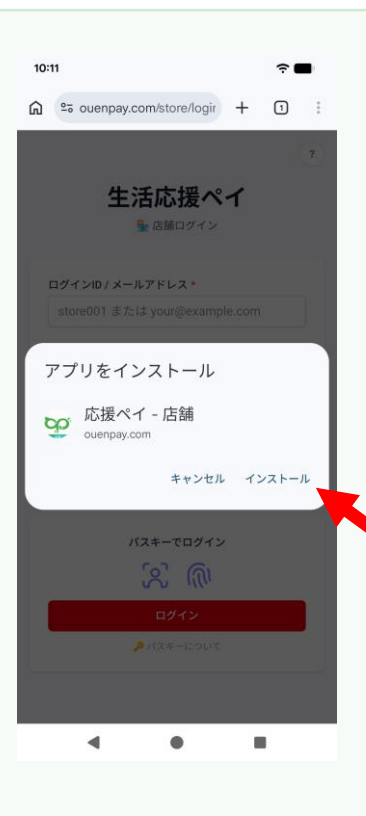 10:11
ouenpay.com/store/login
1
?
生活応援ペイ
店舗ログイン
ログインID / メールアドレス *
store001 または your@example.com
アプリをインストール
応援ペイ - 店舗
ouenpay.com
キャンセル インストール
パスキーでログイン
ログイン
パスキーについて